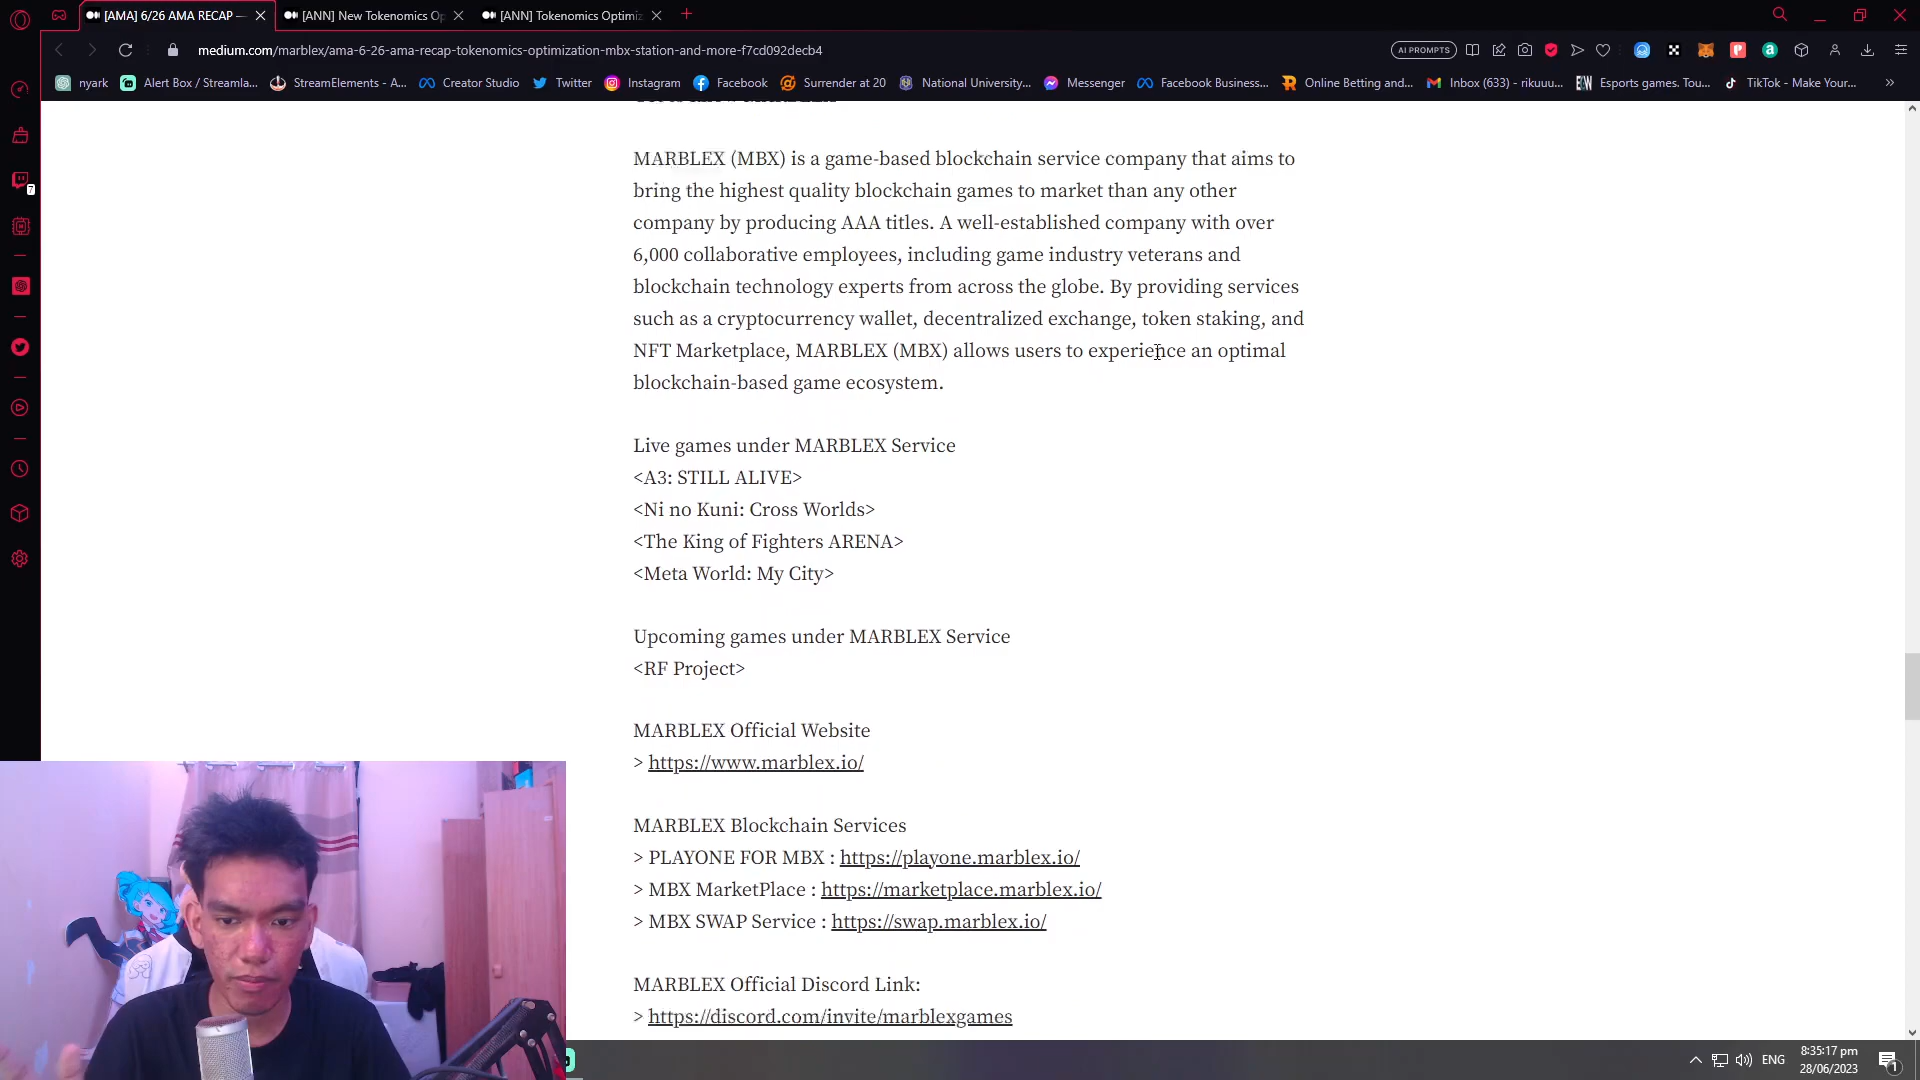 [AMA] 6/26 AMA RECAP —
[ANN] New Tokenomics Op
[ANN] Tokenomics Optimiz
medium.com/marblex/ama-6-26-ama-recap-tokenomics-optimization-mbx-station-and-more-f7cd092decb4
AI PROMPTS
nyark
Alert Box / Streamla...
StreamElements - A...
Creator Studio
Twitter
Instagram
Facebook
Surrender at 20
National University...
Messenger
Facebook Business...
Online Betting and...
Inbox (633) - rikuuu...
Esports games. Tou...
TikTok - Make Your...
7
MARBLEX (MBX) is a game-based blockchain service company that aims to
bring the highest quality blockchain games to market than any other
company by producing AAA titles. A well-established company with over
6,000 collaborative employees, including game industry veterans and
blockchain technology experts from across the globe. By providing services
such as a cryptocurrency wallet, decentralized exchange, token staking, and
NFT Marketplace, MARBLEX (MBX) allows users to experience an optimal
blockchain-based game ecosystem.
Live games under MARBLEX Service
<A3: STILL ALIVE>
<Ni no Kuni: Cross Worlds>
<The King of Fighters ARENA>
<Meta World: My City>
Upcoming games under MARBLEX Service
<RF Project>
MARBLEX Official Website
> https://www.marblex.io/
MARBLEX Blockchain Services
> PLAYONE FOR MBX : https://playone.marblex.io/
> MBX MarketPlace : https://marketplace.marblex.io/
> MBX SWAP Service : https://swap.marblex.io/
MARBLEX Official Discord Link:
> https://discord.com/invite/marblexgames
ENG
8:35:17 pm
28/06/2023
1